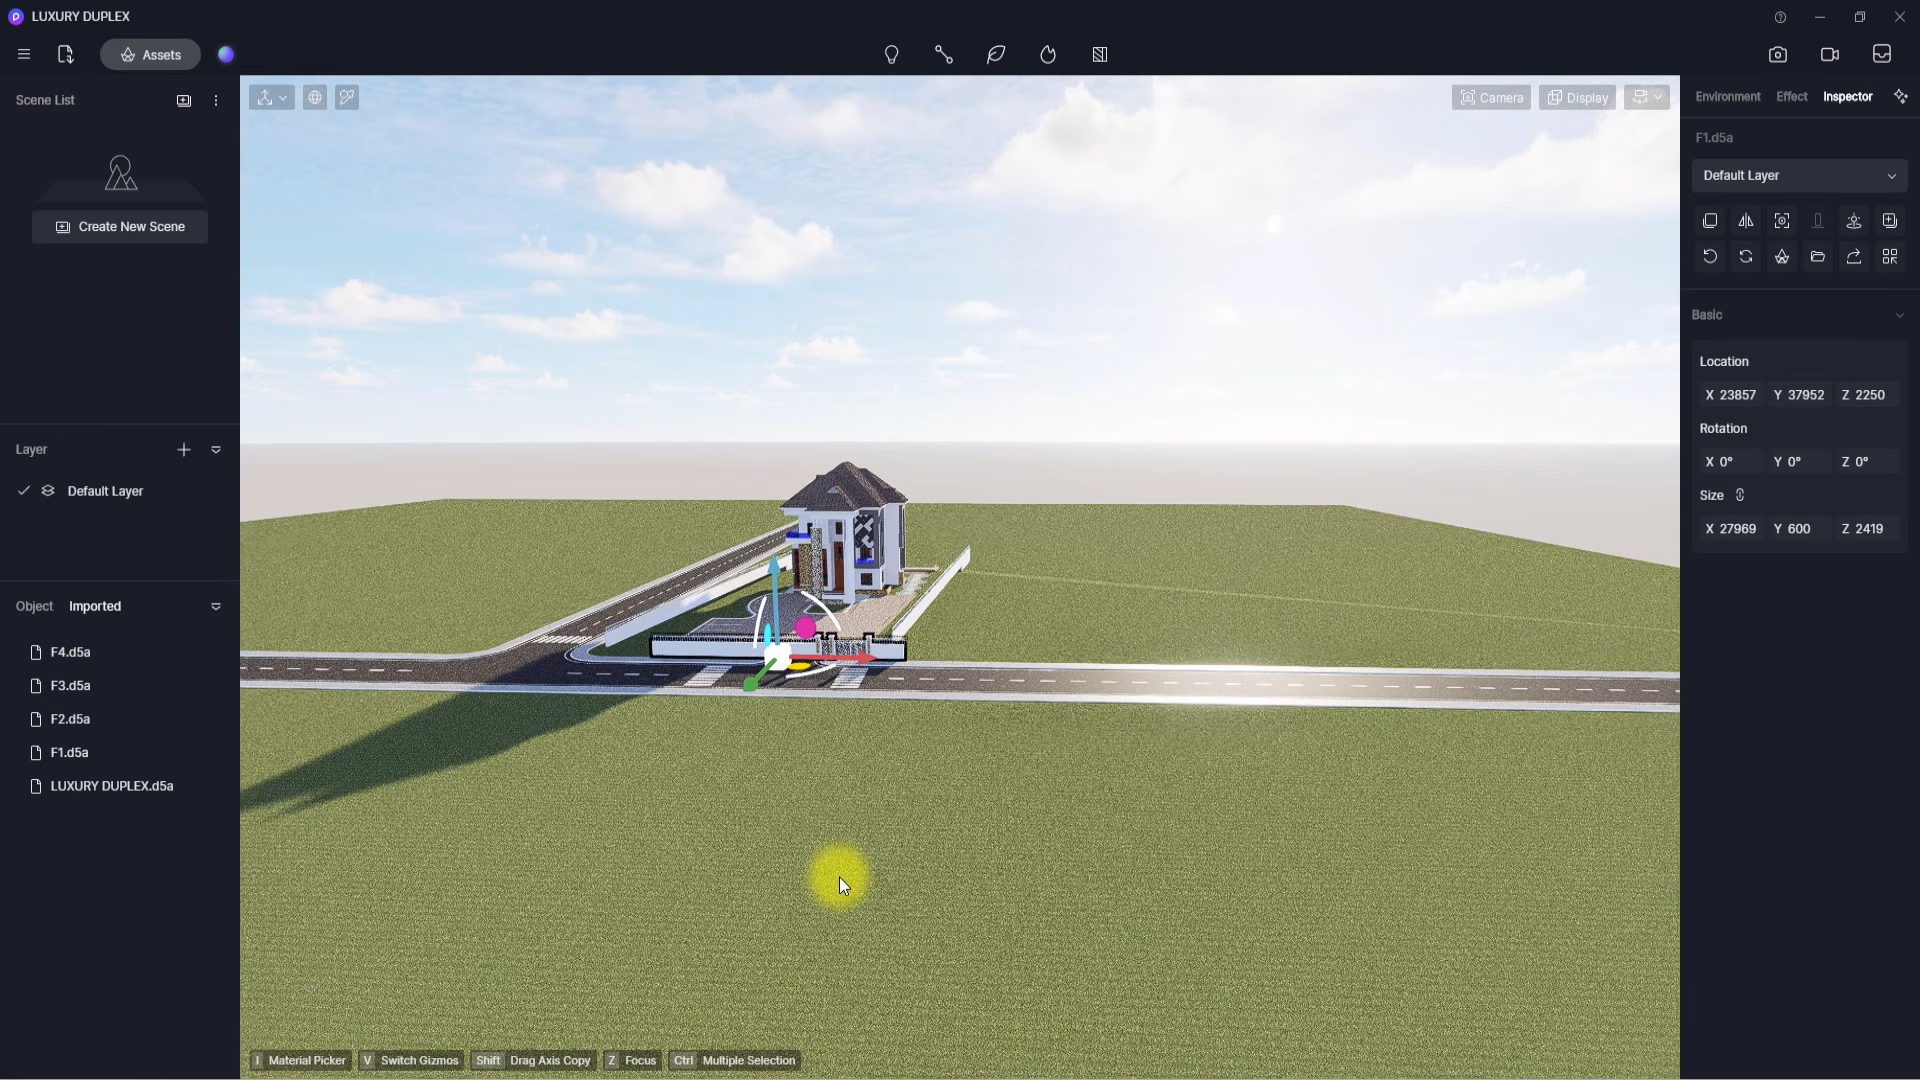 LUXURY DUPLEX
Assets
Scene List
Create New Scene
Layer
Default Layer
Object Imported
F4.d5a
F3.d5a
F2.d5a
F1.d5a
LUXURY DUPLEX.d5a
Camera Display
I Material Picker V Switch Gizmos Shift Drag Axis Copy Z Focus Ctrl Multiple Selection
Environment Effect Inspector
F1.d5a
Default Layer
Basic
Location
X 23857 Y 37952 Z 2250
Rotation
X 0° Y 0° Z 0°
Size
X 27969 Y 600 Z 2419